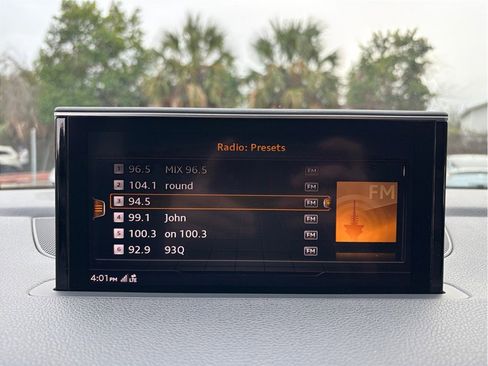 Radio: Presets
1 96.5 MIX 96.5 FM
2 104.1 round FM
3 94.5 FM
4 99.1 John FM
5 100.3 on 100.3 FM
6 92.9 93Q FM
FM
4:01PM LTE